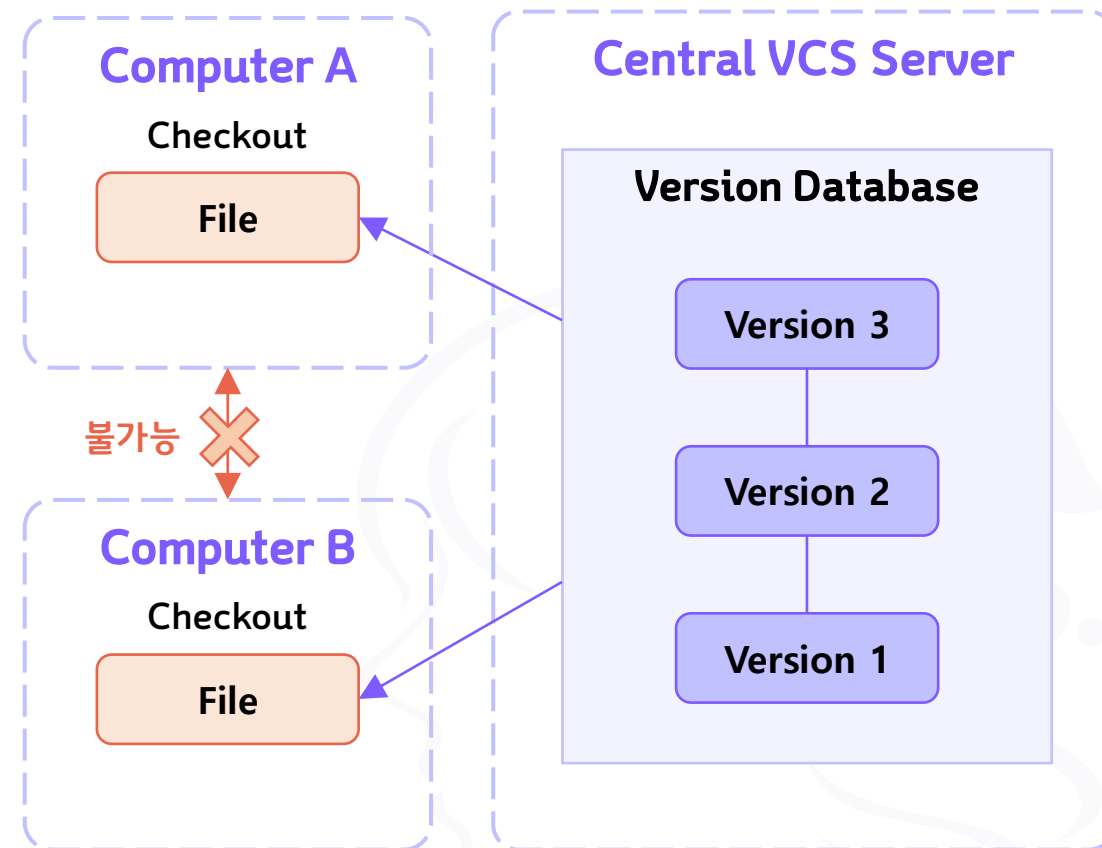 Computer A
Checkout
File
불가능
Computer B
Checkout
File
Central VCS Server
Version Database
Version 3
Version 2
Version 1